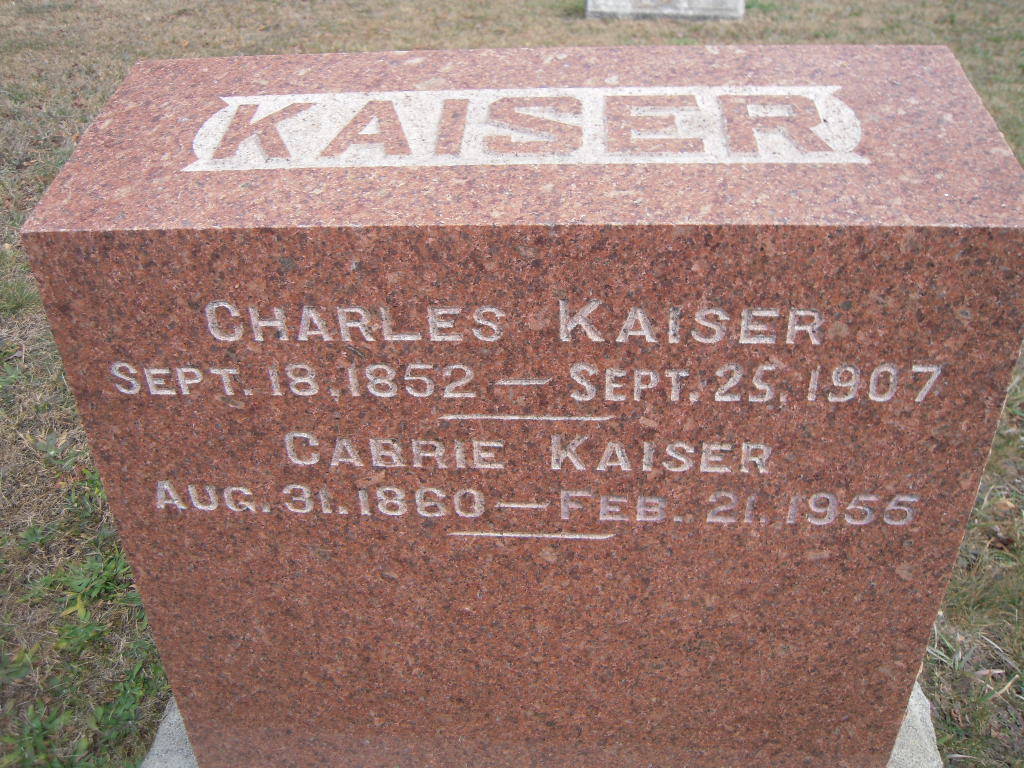 KAISER
CHARLES KAISER
SEPT. 18, 1852 — SEPT. 25, 1907
CARRIE KAISER
AUG. 31, 1860 — FEB. 21, 1955